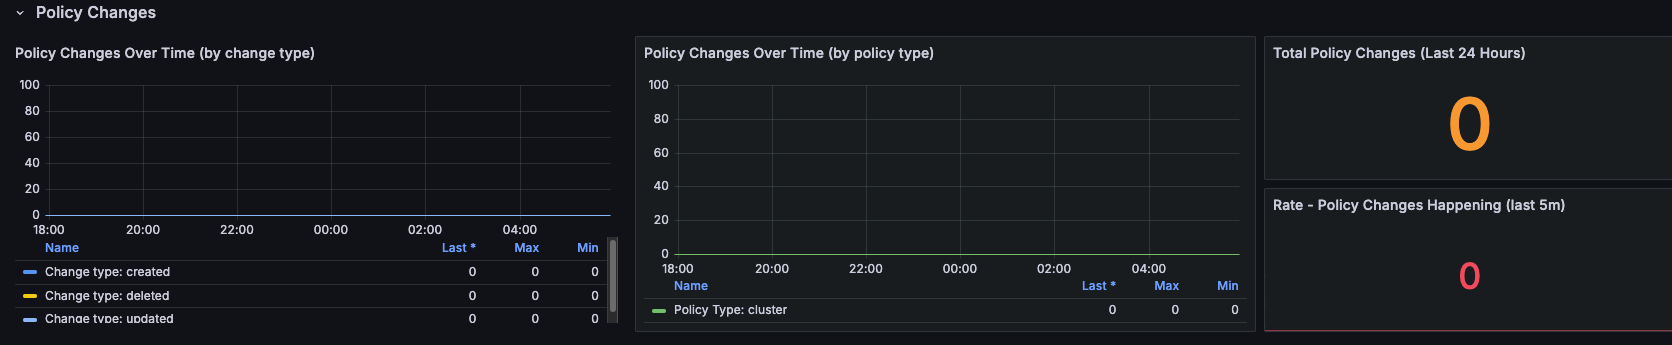 Policy Changes
Policy Changes Over Time (by change type)
100
80
60
40
20
0
18:00 20:00 22:00 00:00 02:00 04:00
Name Last * Max Min
Change type: created 0 0 0
Change type: deleted 0 0 0
Change type: updated 0 0 0
Policy Changes Over Time (by policy type)
100
80
60
40
20
0
18:00 20:00 22:00 00:00 02:00 04:00
Name Last * Max Min
Policy Type: cluster 0 0 0
Total Policy Changes (Last 24 Hours)
0
Rate - Policy Changes Happening (last 5m)
0